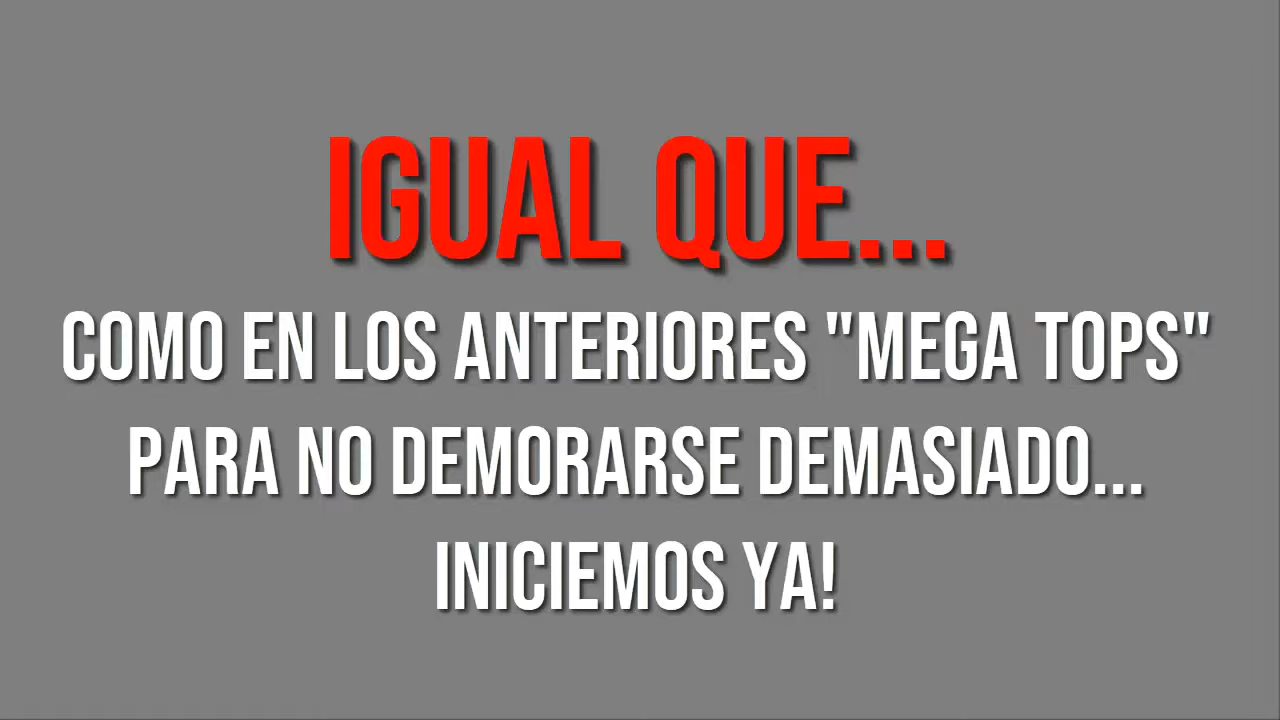 IGUAL QUE...
COMO EN LOS ANTERIORES "MEGA TOPS"
PARA NO DEMORARSE DEMASIADO...
INICIEMOS YA!